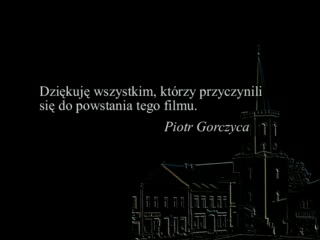 Dziękuję wszystkim, którzy przyczynili
się do powstania tego filmu.
Piotr Gorczyca